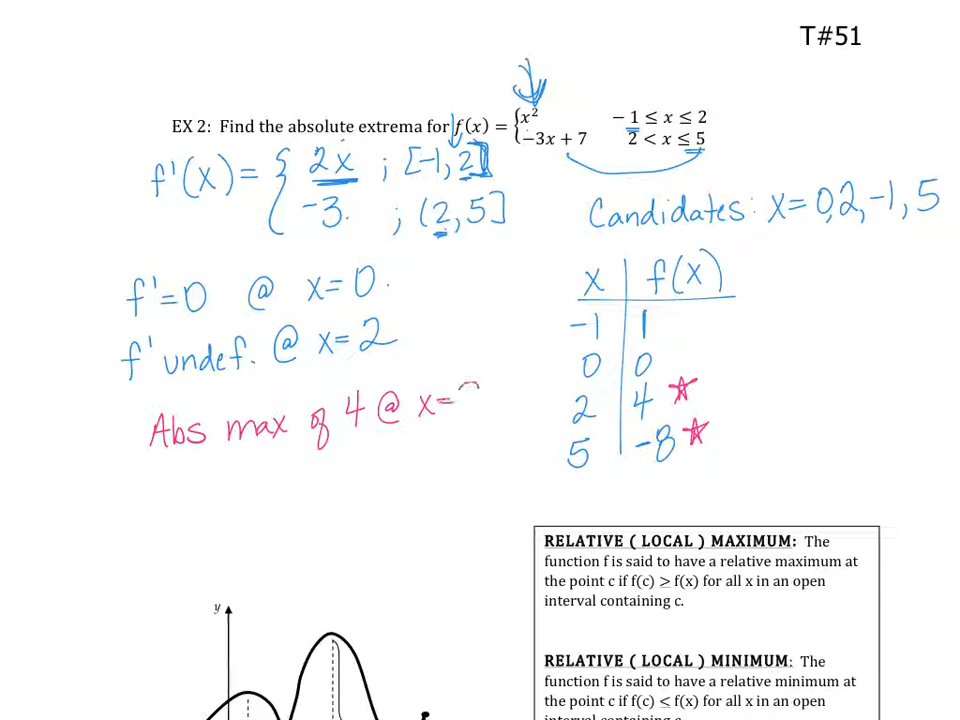 T#51
EX 2: Find the absolute extrema for f(x) = { x² − 1 ≤ x ≤ 2
−3x + 7 2 < x ≤ 5
f'(x) = { 2x ; [-1, 2]
-3 ; (2, 5]
Candidates: x = 0, 2, -1, 5
f' = 0 @ x = 0
f' undef. @ x = 2
Abs max of 4 @ x =
x | f(x)
-1 | 1
0 | 0
2 | 4 ☆
5 | -8 ☆
RELATIVE ( LOCAL ) MAXIMUM: The
function f is said to have a relative maximum at
the point c if f(c) ≥ f(x) for all x in an open
interval containing c.
RELATIVE ( LOCAL ) MINIMUM: The
function f is said to have a relative minimum at
the point c if f(c) ≤ f(x) for all x in an open
y